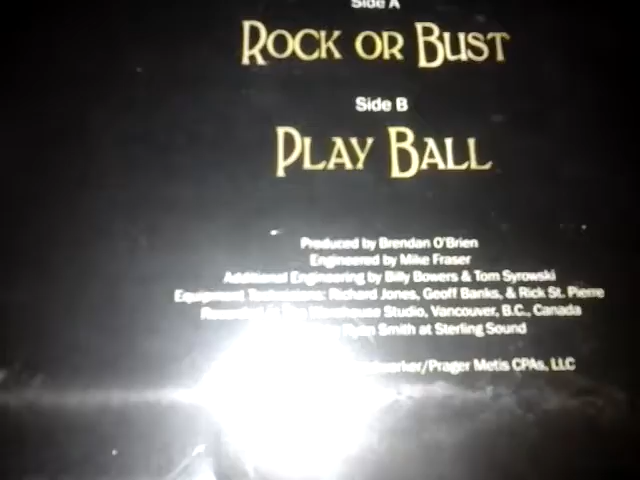 Side A
ROCK OR BUST
Side B
PLAY BALL
Produced by Brendan O'Brien
Engineered by Mike Fraser
Additional Engineering by Billy Bowers & Tom Syrowski
Equipment Technicians: Richard Jones, Geoff Banks, & Rick St. Pierre
Recorded at The Warehouse Studio, Vancouver, B.C., Canada
Ryan Smith at Sterling Sound
/Prager Metis CPAs, LLC